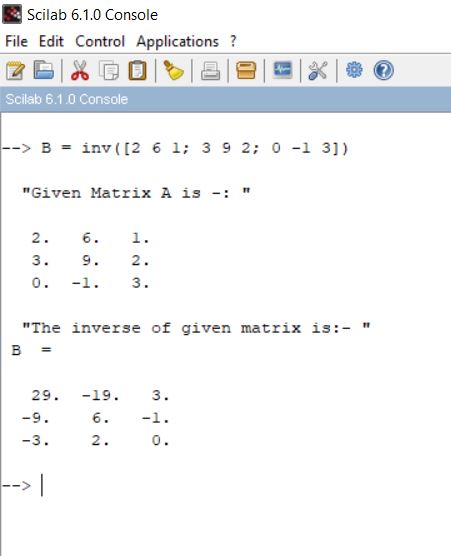 Scilab 6.1.0 Console
File Edit Control Applications ?
Scilab 6.1.0 Console
--> B = inv([2 6 1; 3 9 2; 0 -1 3])
"Given Matrix A is -: "
2. 6. 1.
3. 9. 2.
0. -1. 3.
"The inverse of given matrix is:- "
B =
29. -19. 3.
-9. 6. -1.
-3. 2. 0.
-->